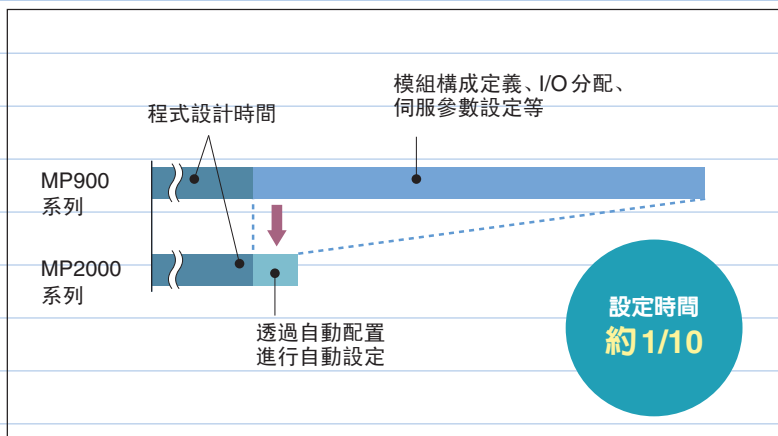 模組構成定義、I/O分配、
伺服參數設定等
程式設計時間
MP900
系列
MP2000
系列
透過自動配置
進行自動設定
設定時間
約1/10